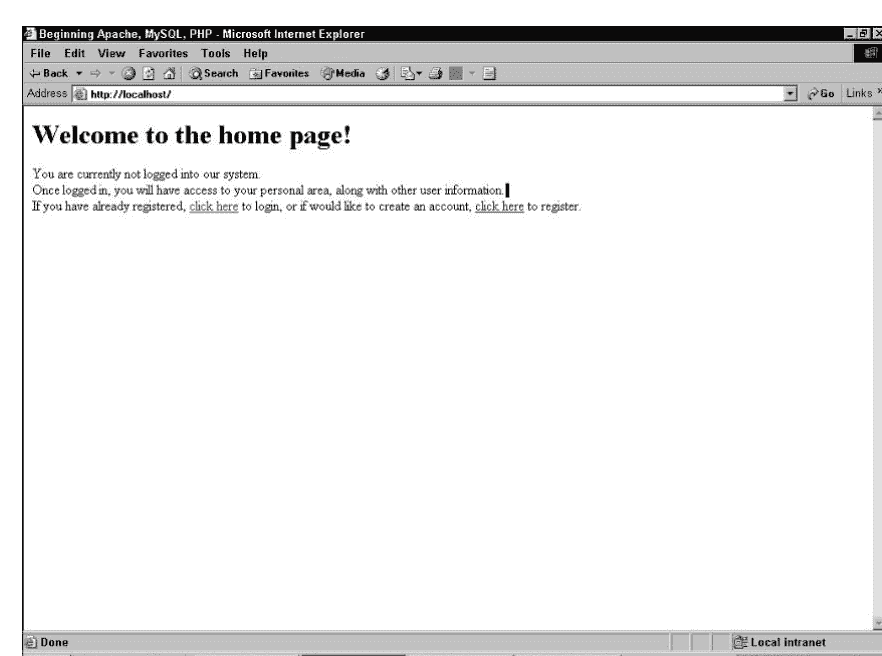 Beginning Apache, MySQL, PHP - Microsoft Internet Explorer
File Edit View Favorites Tools Help
Back Search Favorites Media
Address http://localhost/ Go Links »
Welcome to the home page!
You are currently not logged into our system.
Once logged in, you will have access to your personal area, along with other user information.
If you have already registered, click here to login, or if would like to create an account, click here to register.
Done Local intranet